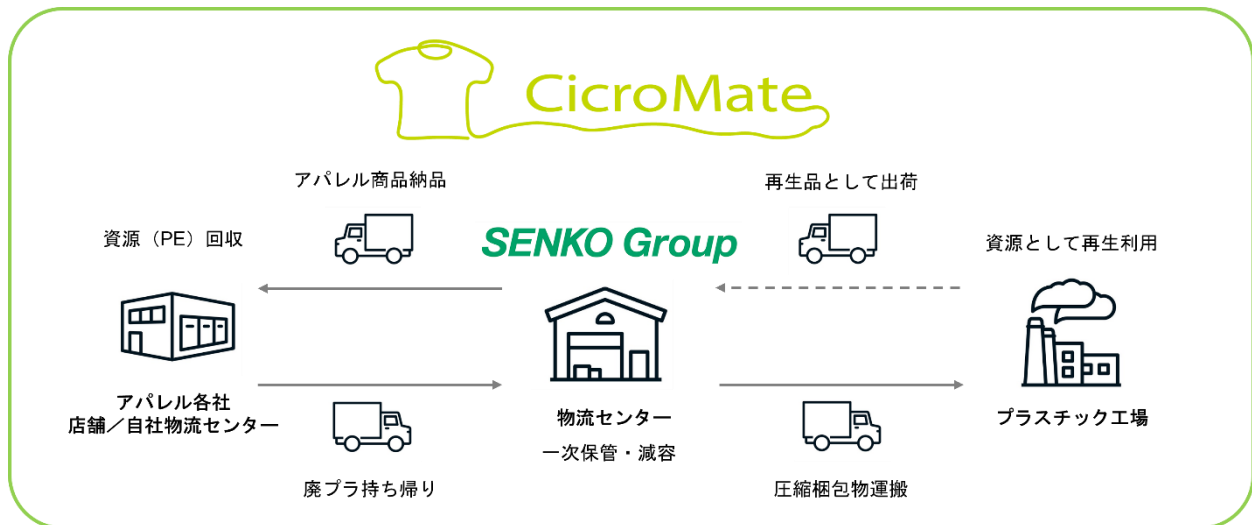 CicroMate
アパレル商品納品
再生品として出荷
資源（PE）回収
SENKO Group
資源として再生利用
アパレル各社
店舗／自社物流センター
物流センター
一次保管・減容
プラスチック工場
廃プラ持ち帰り
圧縮梱包物運搬